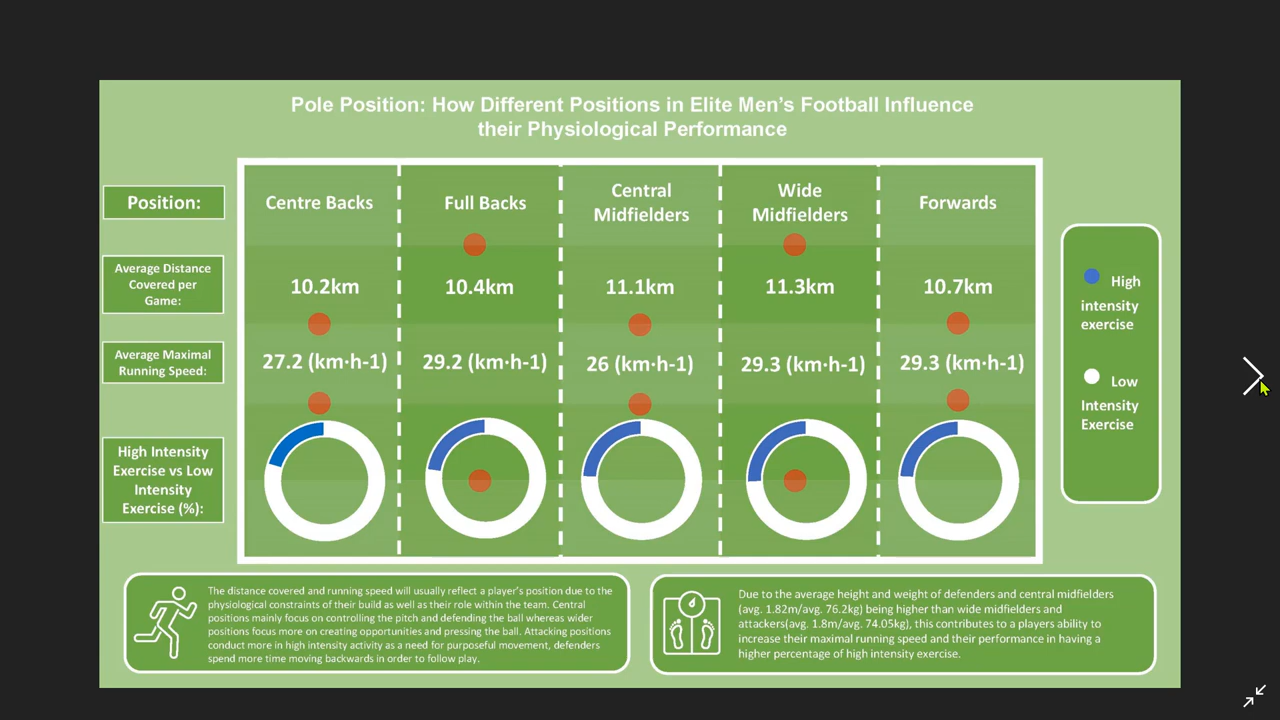 Pole Position: How Different Positions in Elite Men's Football Influence
their Physiological Performance
Position:
Centre Backs
Full Backs
Central
Midfielders
Wide
Midfielders
Forwards
Average Distance
Covered per
Game:
10.2km
10.4km
11.1km
11.3km
10.7km
Average Maximal
Running Speed:
27.2 (km·h-1)
29.2 (km·h-1)
26 (km·h-1)
29.3 (km·h-1)
29.3 (km·h-1)
High Intensity
Exercise vs Low
Intensity
Exercise (%):
High
intensity
exercise
Low
Intensity
Exercise
The distance covered and running speed will usually reflect a player's position due to the
physiological constraints of their build as well as their role within the team. Central
positions mainly focus on controlling the pitch and defending the ball whereas wider
positions focus more on creating opportunities and pressing the ball. Attacking positions
conduct more in high intensity activity as a need for purposeful movement, defenders
spend more time moving backwards in order to follow play.
Due to the average height and weight of defenders and central midfielders
(avg. 1.82m/avg. 76.2kg) being higher than wide midfielders and
attackers(avg. 1.8m/avg. 74.05kg), this contributes to a players ability to
increase their maximal running speed and their performance in having a
higher percentage of high intensity exercise.